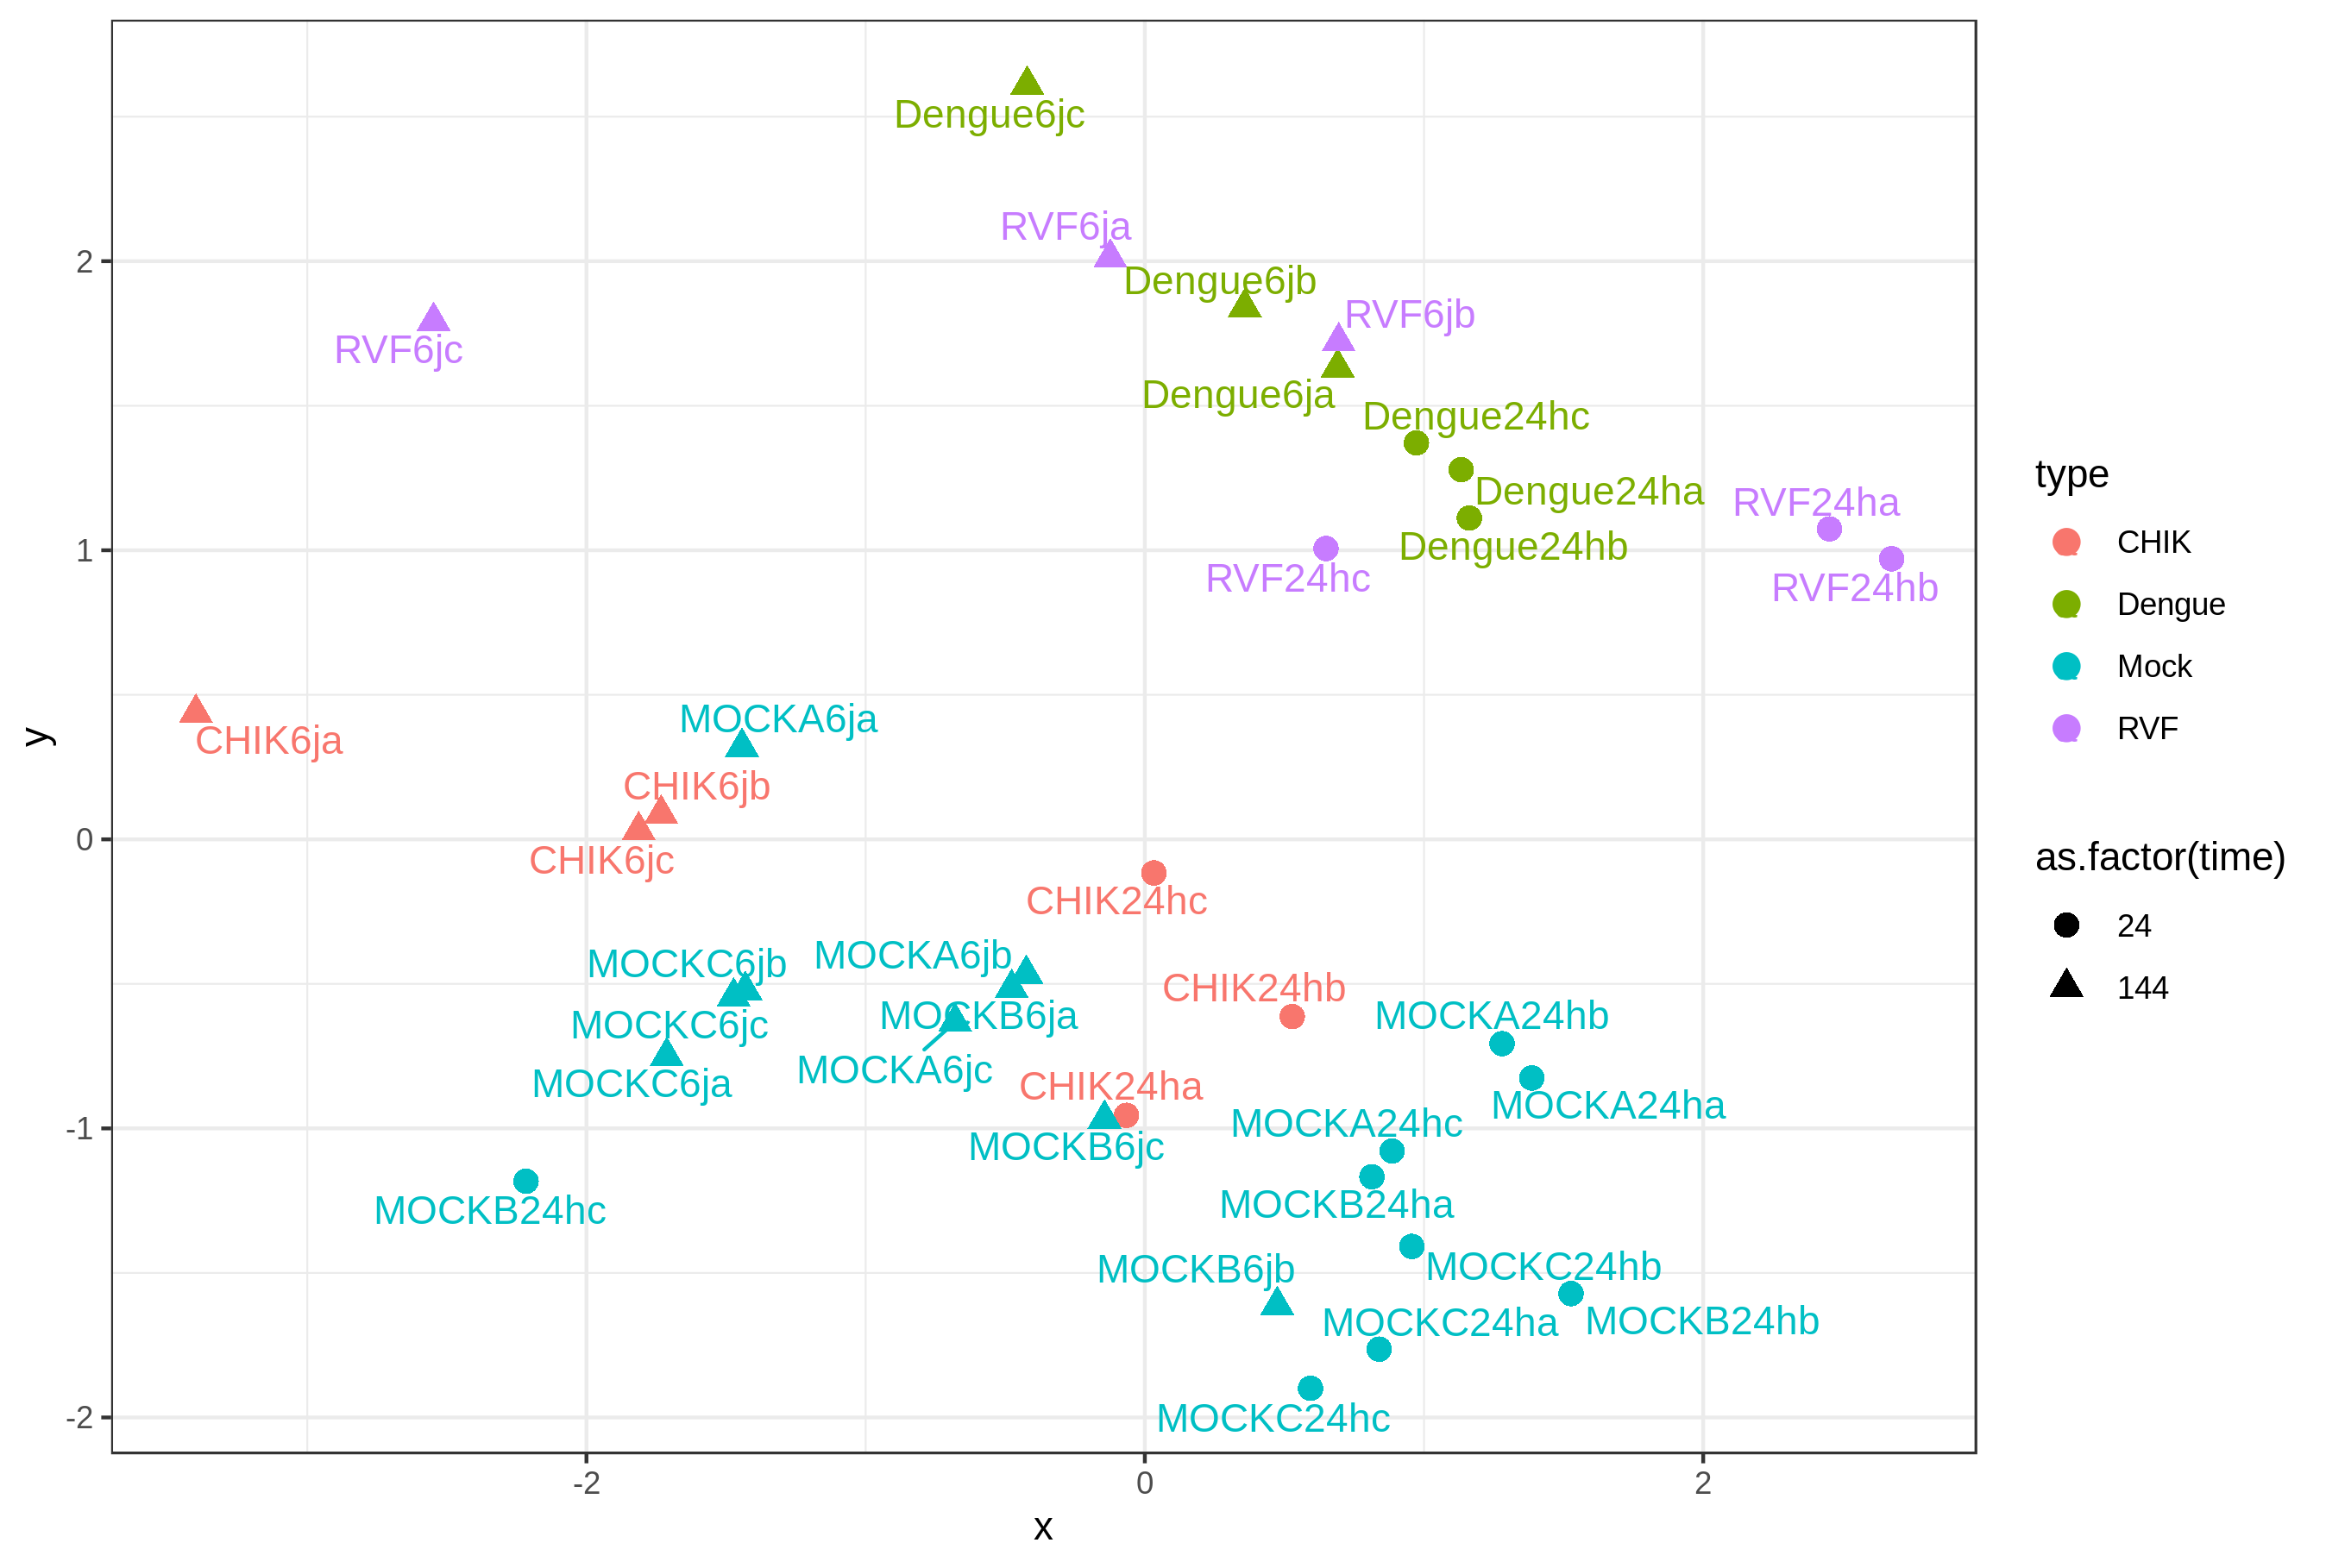 Dengue6jc
RVF6ja
Dengue6jb
RVF6jb
RVF6jc
Dengue6ja
Dengue24hc
Dengue24ha
RVF24ha
Dengue24hb
RVF24hc
RVF24hb
CHIK6ja
MOCKA6ja
CHIK6jb
CHIK6jc
CHIK24hc
MOCKC6jb
MOCKA6jb
CHIK24hb
MOCKB6ja
MOCKA24hb
MOCKC6jc
MOCKA6jc
MOCKC6ja
CHIK24ha
MOCKA24ha
MOCKA24hc
MOCKB6jc
MOCKB24hc
MOCKB24ha
MOCKB6jb
MOCKC24hb
MOCKC24ha
MOCKB24hb
MOCKC24hc
2
1
0
-1
-2
y
-2
0
2
x
type
CHIK
Dengue
Mock
RVF
as.factor(time)
24
144